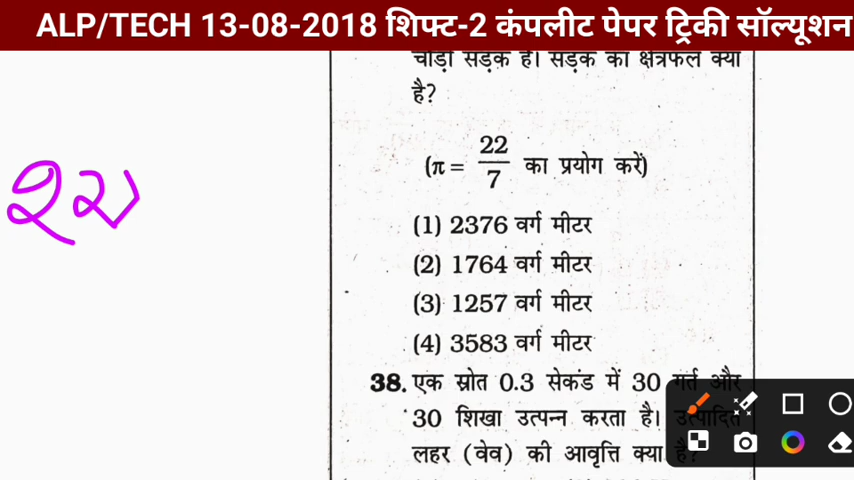 ALP/TECH 13-08-2018 शिफ्ट-2 कंपलीट पेपर ट्रिकी सॉल्यूशन
चौड़ी सड़क है। सड़क का क्षेत्रफल क्या
है?
(π = 22/7 का प्रयोग करें)
(1) 2376 वर्ग मीटर
(2) 1764 वर्ग मीटर
(3) 1257 वर्ग मीटर
(4) 3583 वर्ग मीटर
38. एक स्रोत 0.3 सेकंड में 30 गर्त और
30 शिखा उत्पन्न करता है। उत्पादित
लहर (वेव) की आवृत्ति क्या है?